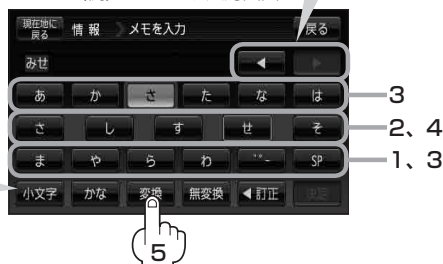 現在地に戻る 情報 メモを入力 戻る
みせ ◀ ▶
あ か さ た な は 3
さ し す せ そ 2、4
ま や ら わ ゛゜- SP 1、3
小文字 かな 変換 無変換 ◀訂正 決定
5